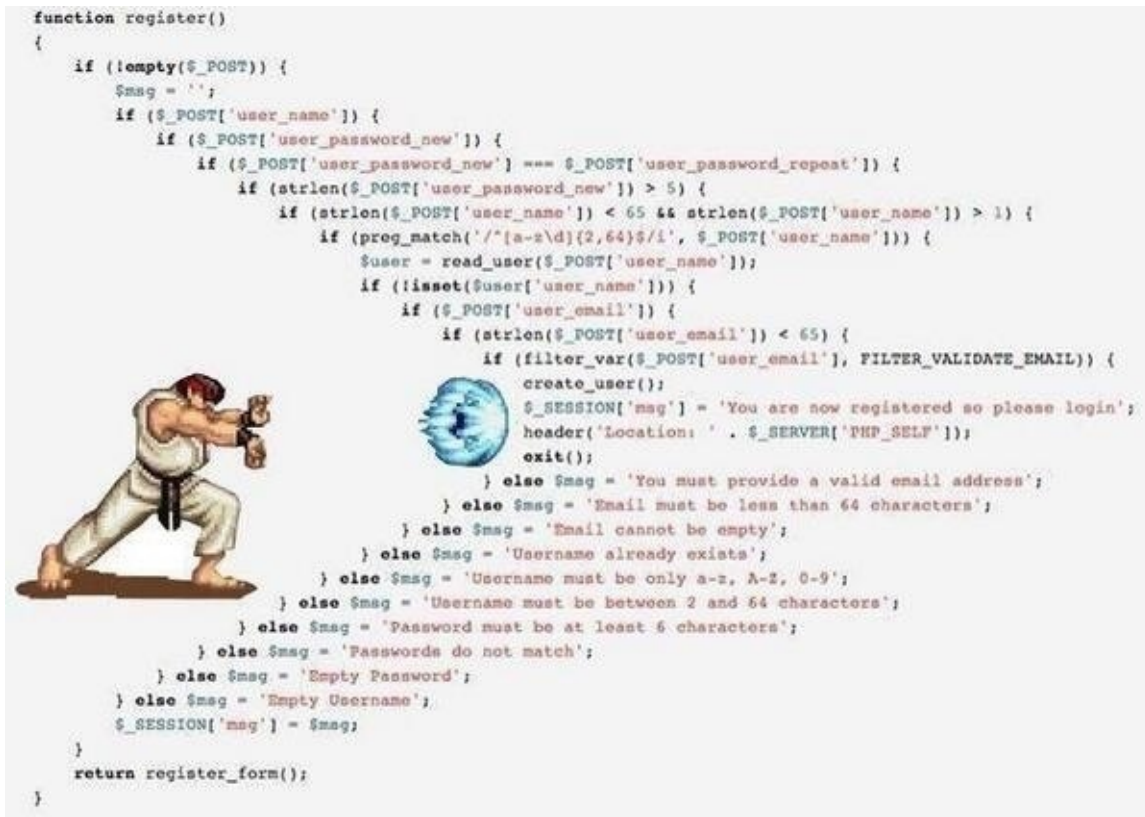 function register()
{
if (!empty($_POST)) {
$msg = '';
if ($_POST['user_name']) {
if ($_POST['user_password_new']) {
if ($_POST['user_password_new'] === $_POST['user_password_repeat']) {
if (strlen($_POST['user_password_new']) > 5) {
if (strlen($_POST['user_name']) < 65 && strlen($_POST['user_name']) > 1) {
if (preg_match('/^[a-z\d]{2,64}$/i', $_POST['user_name'])) {
$user = read_user($_POST['user_name']);
if (!isset($user['user_name'])) {
if ($_POST['user_email']) {
if (strlen($_POST['user_email']) < 65) {
if (filter_var($_POST['user_email'], FILTER_VALIDATE_EMAIL)) {
create_user();
$_SESSION['msg'] = 'You are now registered so please login';
header('Location: ' . $_SERVER['PHP_SELF']);
exit();
} else $msg = 'You must provide a valid email address';
} else $msg = 'Email must be less than 64 characters';
} else $msg = 'Email cannot be empty';
} else $msg = 'Username already exists';
} else $msg = 'Username must be only a-z, A-Z, 0-9';
} else $msg = 'Username must be between 2 and 64 characters';
} else $msg = 'Password must be at least 6 characters';
} else $msg = 'Passwords do not match';
} else $msg = 'Empty Password';
} else $msg = 'Empty Username';
$_SESSION['msg'] = $msg;
}
return register_form();
}